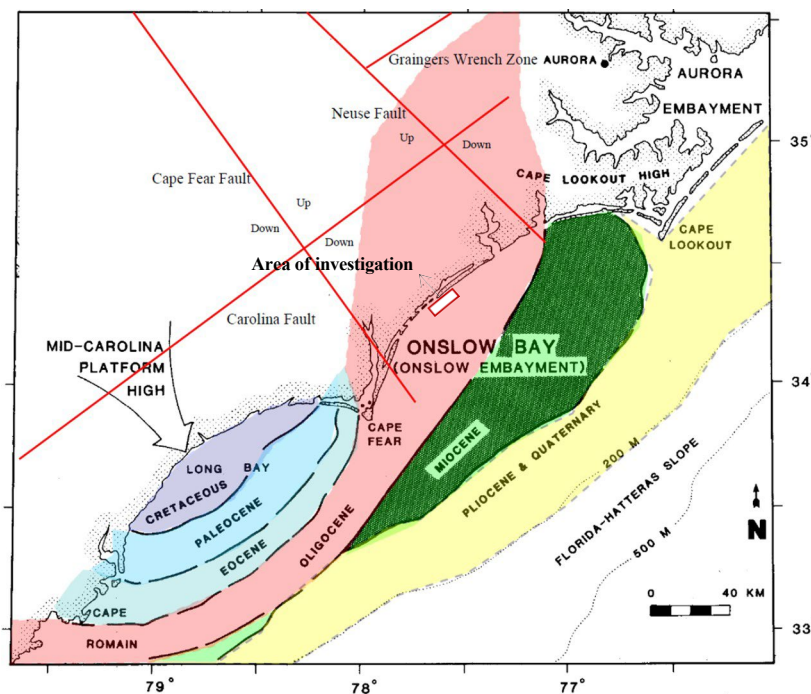 Graingers Wrench Zone
AURORA
AURORA
EMBAYMENT
Neuse Fault
Up
Down
35°
CAPE LOOKOUT HIGH
Cape Fear Fault
Up
Down
Down
CAPE
LOOKOUT
Area of investigation
Carolina Fault
MID-CAROLINA
PLATFORM
HIGH
ONSLOW BAY
(ONSLOW EMBAYMENT)
34
CAPE
FEAR
MIOCENE
PLIOCENE & QUATERNARY
200 M
LONG BAY
CRETACEOUS
PALEOCENE
EOCENE
OLIGOCENE
FLORIDA-HATTERAS SLOPE
500 M
N
0 40 KM
CAPE
ROMAIN
33
79°
78°
77°